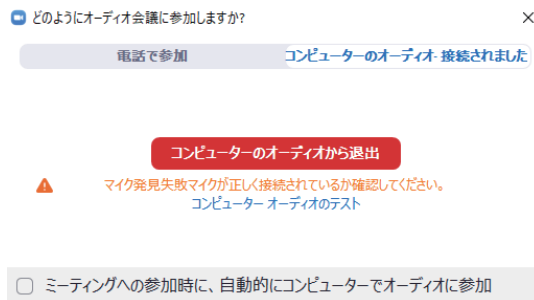 どのようにオーディオ会議に参加しますか?
電話で参加
コンピューターのオーディオ- 接続されました
コンピューターのオーディオから退出
マイク発見失敗マイクが正しく接続されているか確認してください。
コンピューター オーディオのテスト
ミーティングへの参加時に、自動的にコンピューターでオーディオに参加